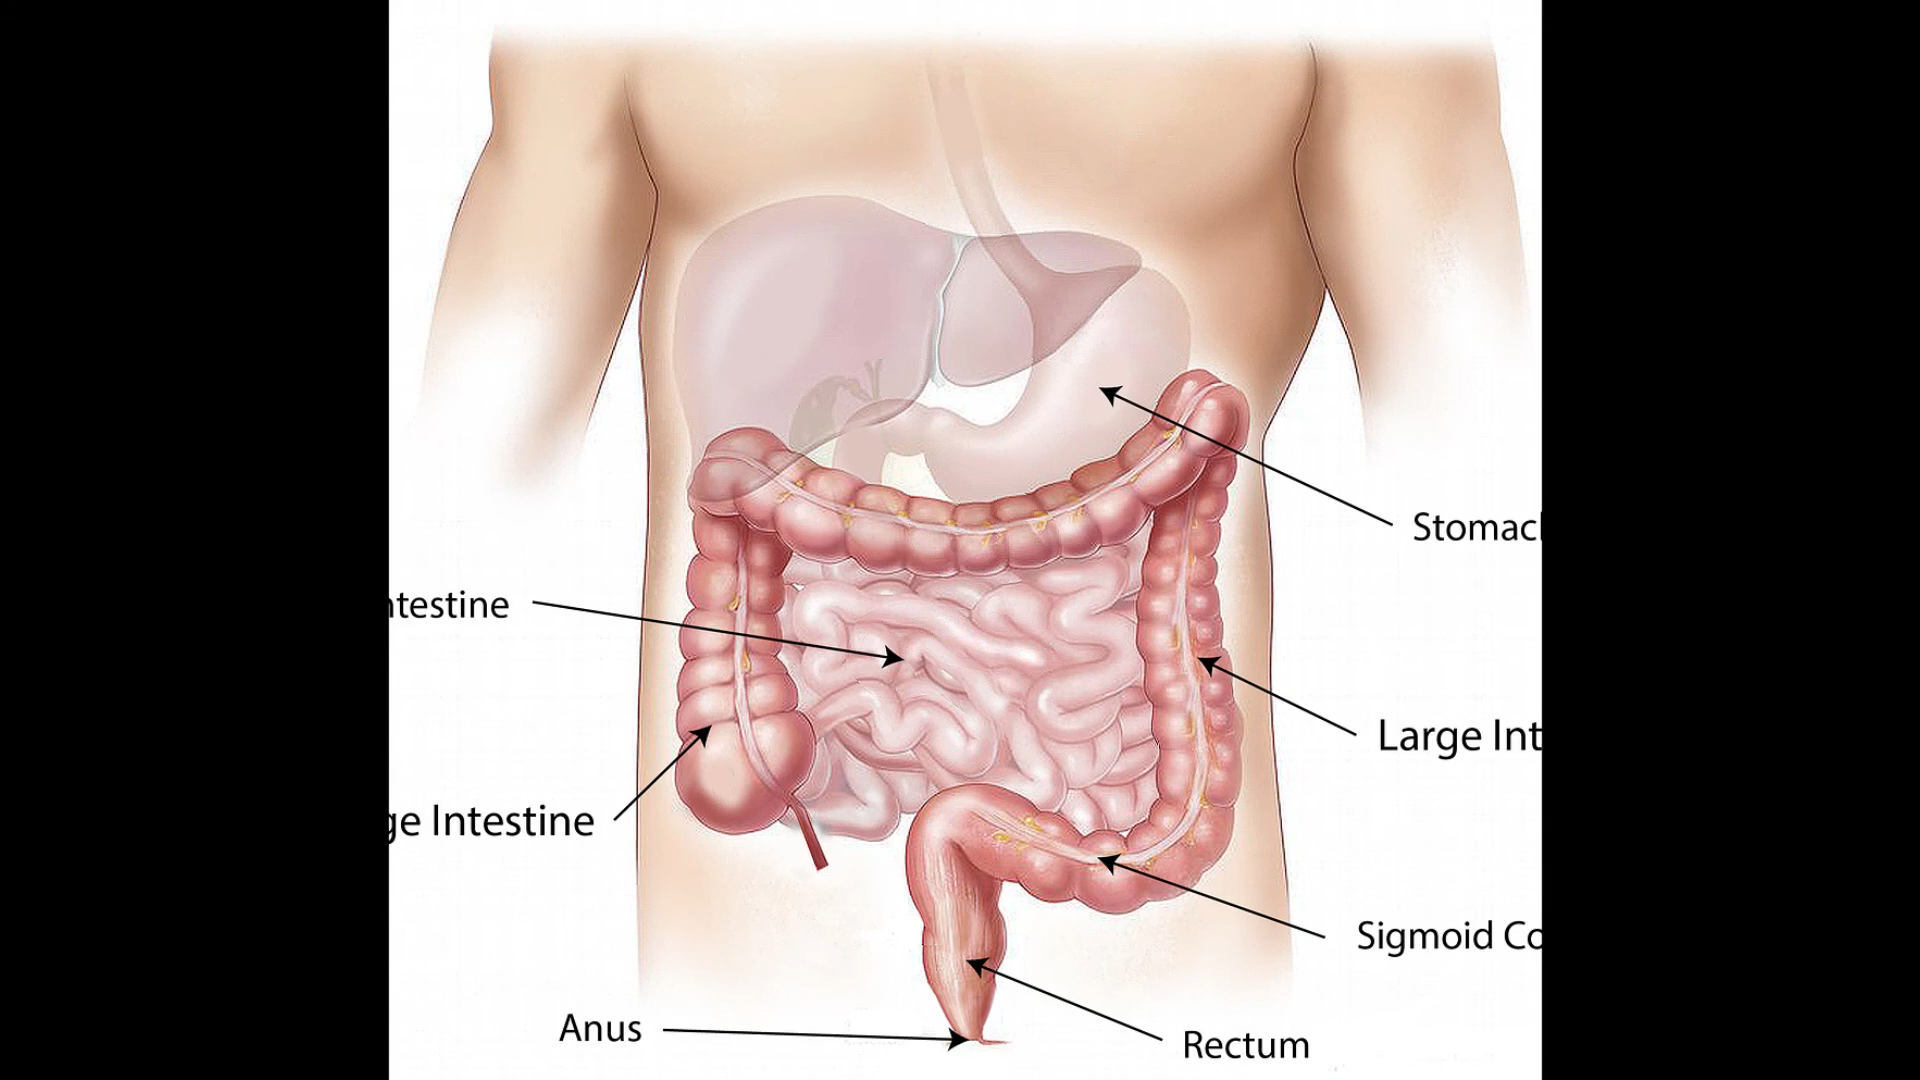 Stomac
ntestine
Large Int
ge Intestine
Sigmoid Co
Anus
Rectum